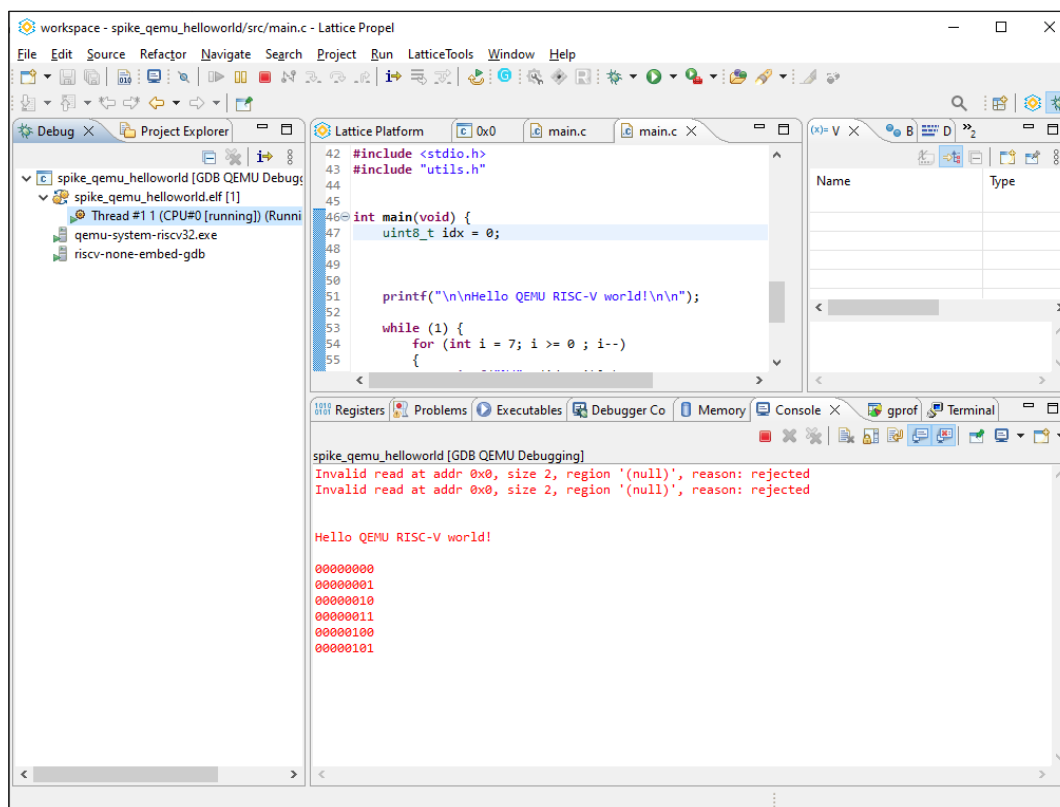 workspace - spike_qemu_helloworld/src/main.c - Lattice Propel
File Edit Source Refactor Navigate Search Project Run LatticeTools Window Help
Debug Project Explorer
spike_qemu_helloworld [GDB QEMU Debugg
spike_qemu_helloworld.elf [1]
Thread #1 1 (CPU#0 [running]) (Runni
qemu-system-riscv32.exe
riscv-none-embed-gdb
Lattice Platform 0x0 main.c main.c
42 #include <stdio.h>
43 #include "utils.h"
44
45
46 int main(void) {
47 uint8_t idx = 0;
48
49
50
51 printf("\n\nHello QEMU RISC-V world!\n\n");
52
53 while (1) {
54 for (int i = 7; i >= 0 ; i--)
55 {
(x)= V B D »2
Name Type
Registers Problems Executables Debugger Co Memory Console gprof Terminal
spike_qemu_helloworld [GDB QEMU Debugging]
Invalid read at addr 0x0, size 2, region '(null)', reason: rejected
Invalid read at addr 0x0, size 2, region '(null)', reason: rejected
Hello QEMU RISC-V world!
00000000
00000001
00000010
00000011
00000100
00000101